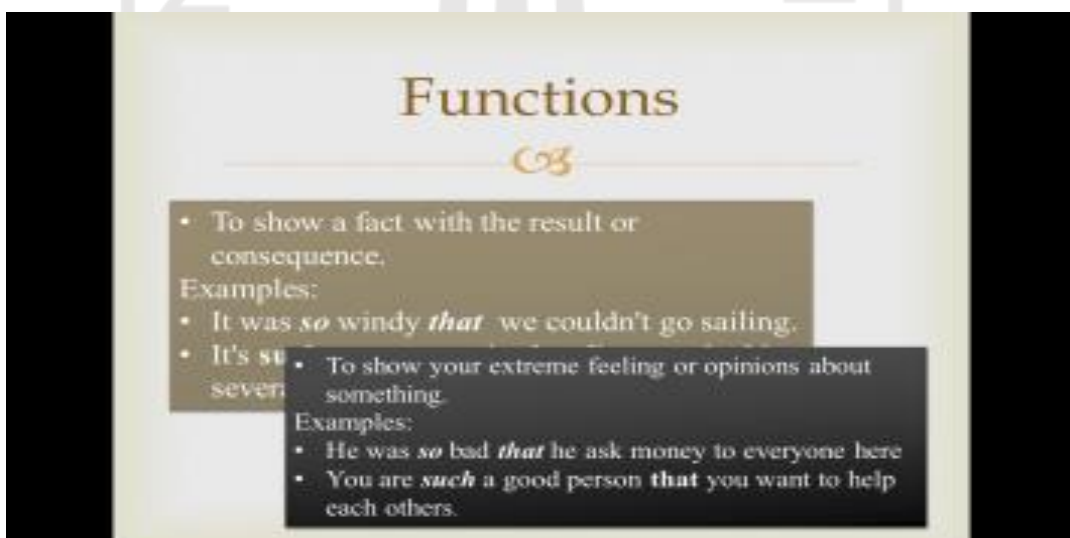 Functions
• To show a fact with the result or
consequence.
Examples:
• It was so windy that we couldn't go sailing.
• It's su
severa
• To show your extreme feeling or opinions about
something.
Examples:
• He was so bad that he ask money to everyone here
• You are such a good person that you want to help
each others.